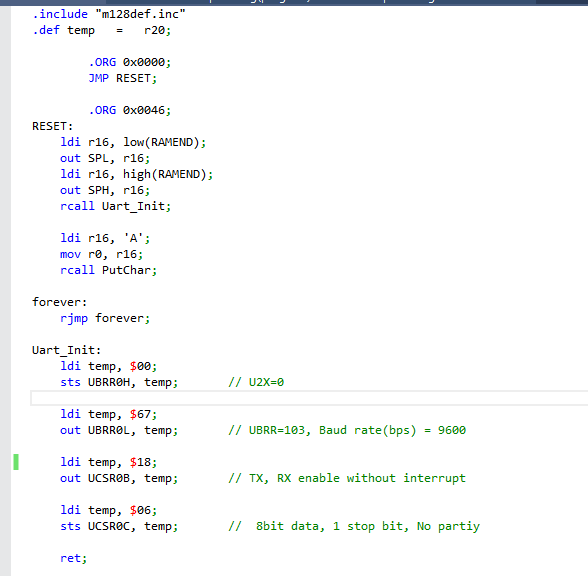 .include "m128def.inc"
.def temp   =   r20;
.ORG 0x0000;
JMP RESET;
.ORG 0x0046;
RESET:
ldi r16, low(RAMEND);
out SPL, r16;
ldi r16, high(RAMEND);
out SPH, r16;
rcall Uart_Init;
ldi r16, 'A';
mov r0, r16;
rcall PutChar;
forever:
rjmp forever;
Uart_Init:
ldi temp, $00;
sts UBRR0H, temp;       // U2X=0
ldi temp, $67;
out UBRR0L, temp;       // UBRR=103, Baud rate(bps) = 9600
ldi temp, $18;
out UCSR0B, temp;       // TX, RX enable without interrupt
ldi temp, $06;
sts UCSR0C, temp;       //  8bit data, 1 stop bit, No partiy
ret;